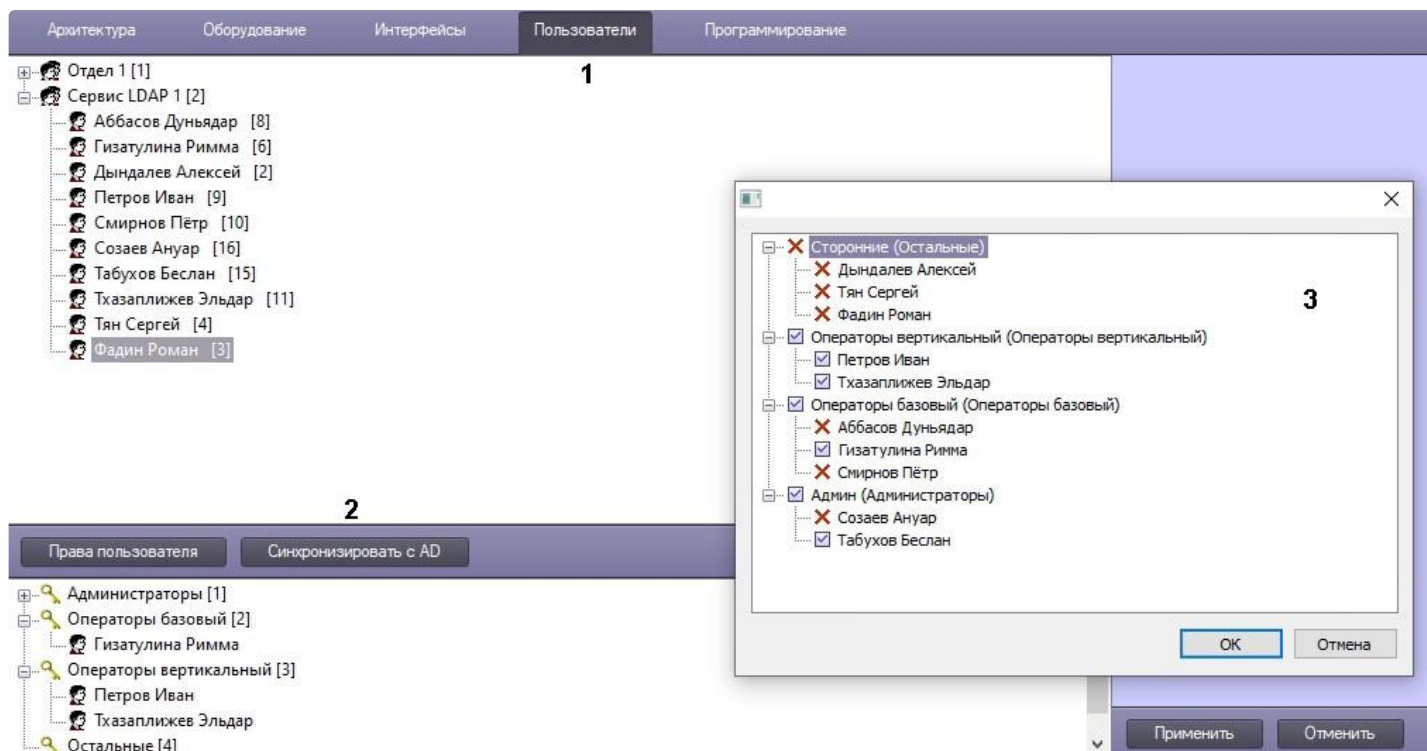 Архитектура Оборудование Интерфейсы Пользователи Программирование
1
Отдел 1 [1]
Сервис LDAP 1 [2]
Аббасов Дуньядар [8]
Гизатулина Римма [6]
Дындалев Алексей [2]
Петров Иван [9]
Смирнов Пётр [10]
Созаев Ануар [16]
Табухов Беслан [15]
Тхазаплижев Эльдар [11]
Тян Сергей [4]
Фадин Роман [3]
2
Права пользователя Синхронизировать с AD
Администраторы [1]
Операторы базовый [2]
Гизатулина Римма
Операторы вертикальный [3]
Петров Иван
Тхазаплижев Эльдар
Остальные [4]
Сторонние (Остальные)
Дындалев Алексей
Тян Сергей
3
Фадин Роман
Операторы вертикальный (Операторы вертикальный)
Петров Иван
Тхазаплижев Эльдар
Операторы базовый (Операторы базовый)
Аббасов Дуньядар
Гизатулина Римма
Смирнов Пётр
Админ (Администраторы)
Созаев Ануар
Табухов Беслан
OK Отмена
Применить Отменить